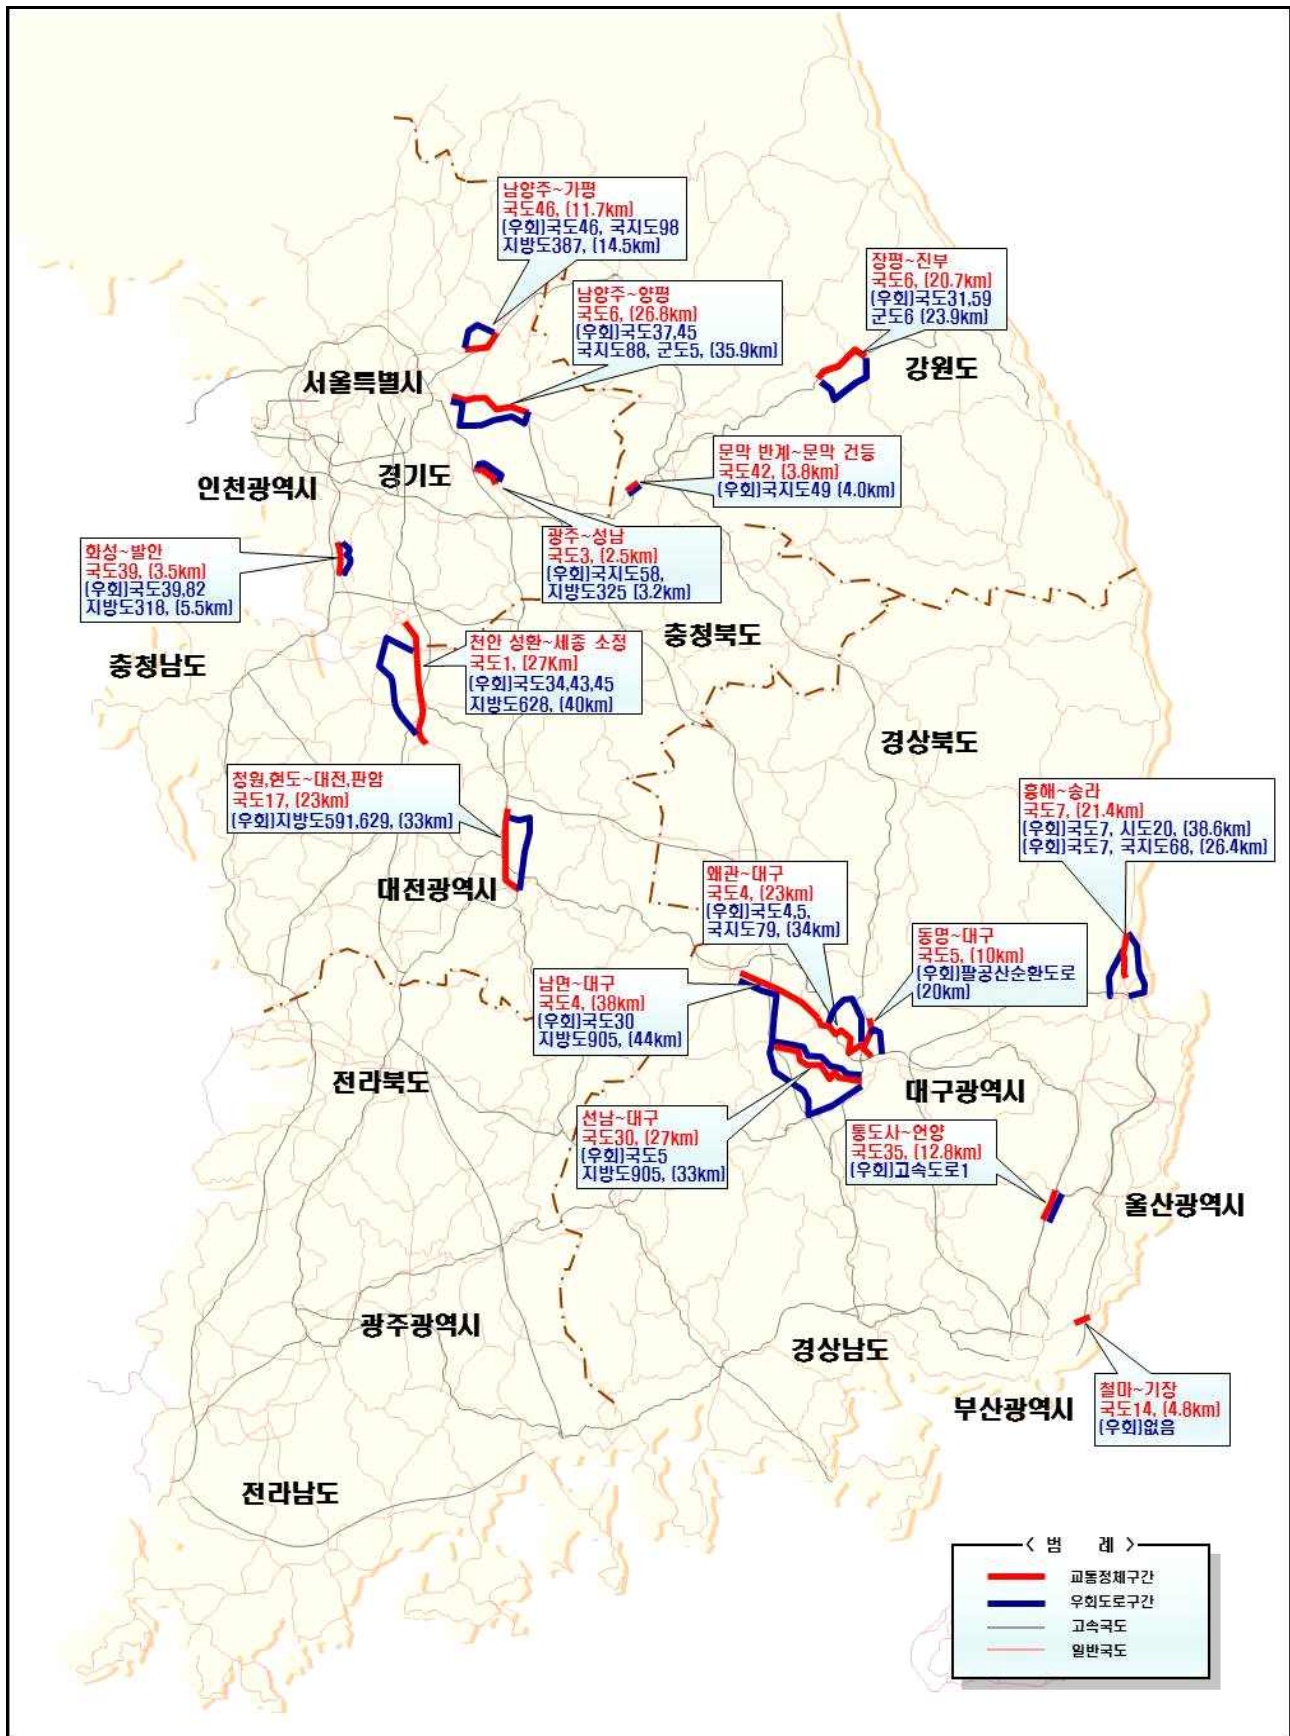 남양주~가평
국도46, (11.7km)
(우회)국도46, 국지도98
지방도387, (14.5km)
장평~진부
국도6, (20.7km)
(우회)국도31,59
군도6 (23.9km)
남양주~양평
국도6, (26.8km)
(우회)국도37,45
국지도88, 군도5, (35.9km)
강원도
서울특별시
문막 반계~문막 건등
국도42, (3.8km)
(우회)국지도49 (4.0km)
경기도
인천광역시
광주~성남
국도3, (2.5km)
(우회)국지도58,
지방도325 (3.2km)
화성~발안
국도39, (3.5km)
(우회)국도39,82
지방도318, (5.5km)
충청북도
충청남도
천안 성환~세종 소정
국도1, (27Km)
(우회)국도34,43,45
지방도628, (40km)
경상북도
청원,현도~대전,판암
국도17, (23km)
(우회)지방도591,629, (33km)
흥해~송라
국도7, (21.4km)
(우회)국도7, 시도20, (38.6km)
(우회)국도7, 국지도68, (26.4km)
대전광역시
왜관~대구
국도4, (23km)
(우회)국도4,5,
국지도79, (34km)
동명~대구
국도5, (10km)
(우회)팔공산순환도로
(20km)
남면~대구
국도4, (38km)
(우회)국도30
지방도905, (44km)
전라북도
대구광역시
선남~대구
국도30, (27km)
(우회)국도5
지방도905, (33km)
통도사~언양
국도35, (12.8km)
(우회)고속도로1
울산광역시
광주광역시
경상남도
부산광역시
철마~기장
국도14, (4.8km)
(우회)없음
전라남도
< 범 례 >
교통정체구간
우회도로구간
고속국도
일반국도